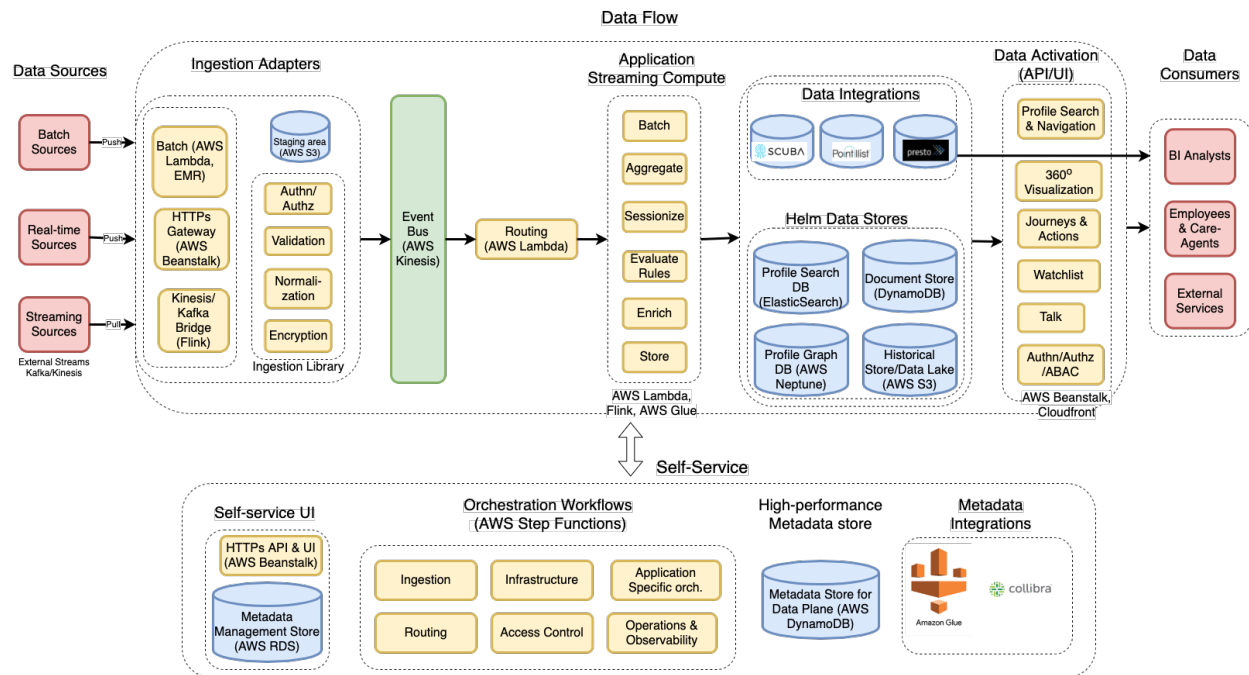 Data Flow
Data Sources
Batch
Sources
Push
Real-time
Sources
Push
Streaming
Sources
Pull
External Streams
Kafka/Kinesis
Ingestion Adapters
Batch (AWS
Lambda,
EMR)
HTTPs
Gateway
(AWS
Beanstalk)
Kinesis/
Kafka
Bridge
(Flink)
Staging area
(AWS S3)
Authn/
Authz
Validation
Normali-
zation
Encryption
Ingestion Library
Event
Bus
(AWS
Kinesis)
Routing
(AWS Lambda)
Application
Streaming Compute
Batch
Aggregate
Sessionize
Evaluate
Rules
Enrich
Store
AWS Lambda,
Flink, AWS Glue
Data Integrations
SCUBA
Pointillist
presto
Helm Data Stores
Profile Search
DB
(ElasticSearch)
Document Store
(DynamoDB)
Profile Graph
DB (AWS
Neptune)
Historical
Store/Data Lake
(AWS S3)
Data Activation
(API/UI)
Profile Search
& Navigation
360º
Visualization
Journeys &
Actions
Watchlist
Talk
Authn/Authz
/ABAC
AWS Beanstalk,
Cloudfront
Data
Consumers
BI Analysts
Employees
& Care-
Agents
External
Services
Self-Service
Self-service UI
HTTPs API & UI
(AWS Beanstalk)
Metadata
Management Store
(AWS RDS)
Orchestration Workflows
(AWS Step Functions)
Ingestion
Infrastructure
Application
Specific orch.
Routing
Access Control
Operations &
Observability
High-performance
Metadata store
Metadata Store for
Data Plane (AWS
DynamoDB)
Metadata
Integrations
Amazon Glue
collibra